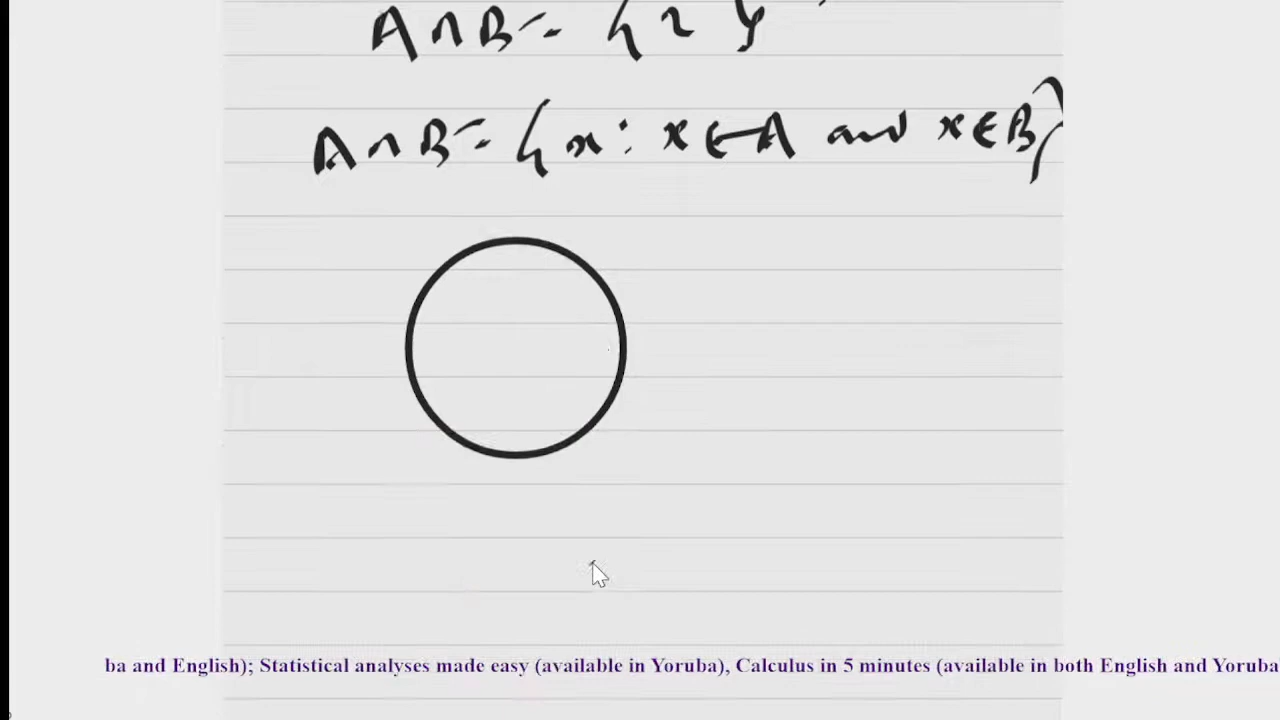 A ∩ B = { 2 }
A ∩ B = { x : x ∈ A and x ∈ B }
ba and English); Statistical analyses made easy (available in Yoruba), Calculus in 5 minutes (available in both English and Yoruba